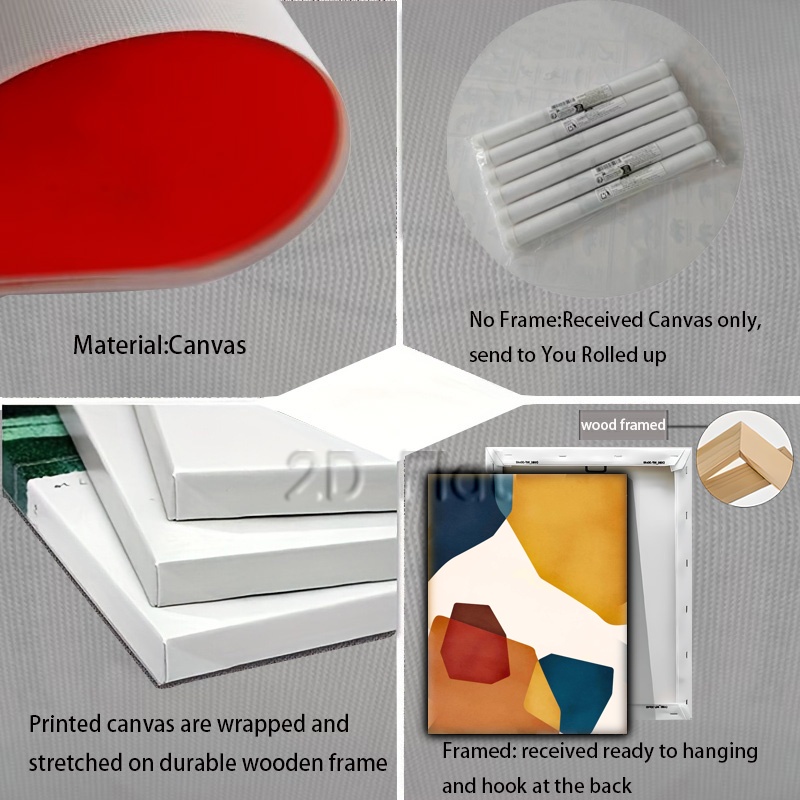 Material:Canvas
No Frame:Received Canvas only,
send to You Rolled up
2D Flat
wood framed
Printed canvas are wrapped and
stretched on durable wooden frame
Framed: received ready to hanging
and hook at the back